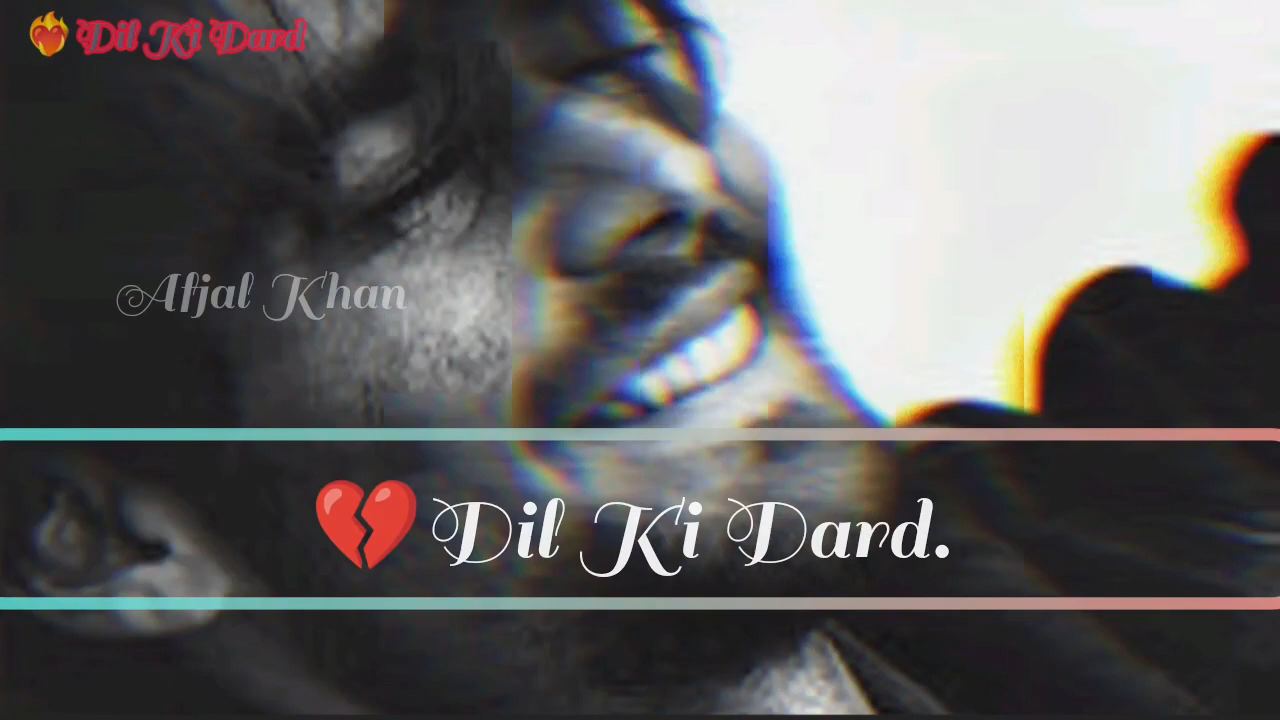 ❤️‍🔥 Dil Ki Dard
Afjal Khan
💔 Dil Ki Dard.